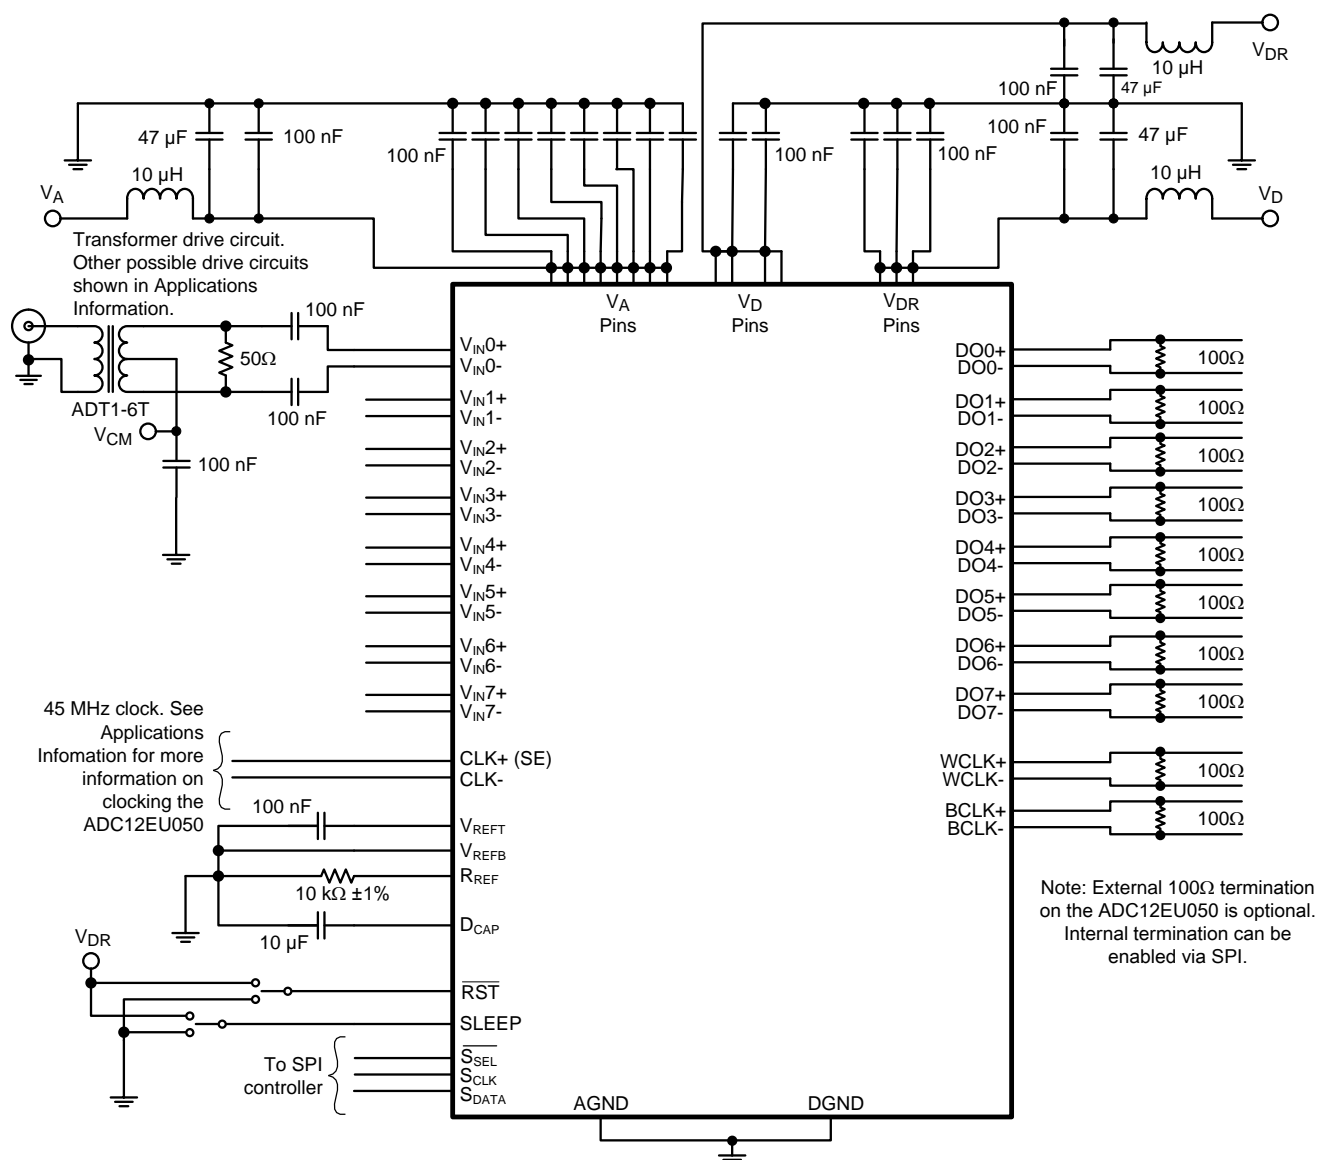 V_DR
10 µH
100 nF
47 µF
47 µF
100 nF
100 nF
100 nF
100 nF
100 nF
47 µF
10 µH
10 µH
V_A
V_D
Transformer drive circuit.
Other possible drive circuits
shown in Applications
Information.
V_A
Pins
V_D
Pins
V_DR
Pins
100 nF
50Ω
100 nF
ADT1-6T
V_CM
100 nF
V_IN0+
V_IN0-
V_IN1+
V_IN1-
V_IN2+
V_IN2-
V_IN3+
V_IN3-
V_IN4+
V_IN4-
V_IN5+
V_IN5-
V_IN6+
V_IN6-
V_IN7+
V_IN7-
45 MHz clock. See
Applications
Infomation for more
information on
clocking the
ADC12EU050
CLK+ (SE)
CLK-
100 nF
V_REFT
V_REFB
R_REF
10 kΩ ±1%
D_CAP
10 µF
V_DR
RST
SLEEP
To SPI
controller
S_SEL
S_CLK
S_DATA
AGND
DGND
DO0+
DO0-
100Ω
DO1+
DO1-
100Ω
DO2+
DO2-
100Ω
DO3+
DO3-
100Ω
DO4+
DO4-
100Ω
DO5+
DO5-
100Ω
DO6+
DO6-
100Ω
DO7+
DO7-
100Ω
WCLK+
WCLK-
100Ω
BCLK+
BCLK-
100Ω
Note: External 100Ω termination
on the ADC12EU050 is optional.
Internal termination can be
enabled via SPI.